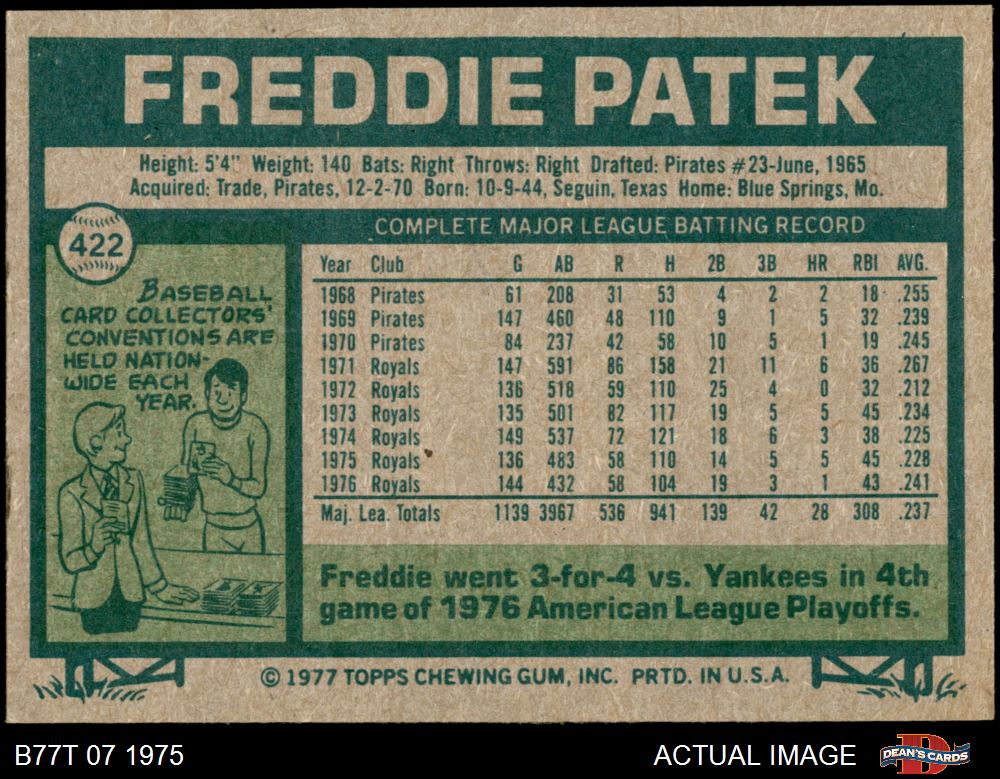 FREDDIE PATEK
Height: 5'4" Weight: 140 Bats: Right Throws: Right Drafted: Pirates #23-June, 1965
Acquired: Trade, Pirates, 12-2-70 Born: 10-9-44, Seguin, Texas Home: Blue Springs, Mo.
422
BASEBALL
CARD COLLECTORS'
CONVENTIONS ARE
HELD NATION-
WIDE EACH
YEAR.
COMPLETE MAJOR LEAGUE BATTING RECORD
Year Club G AB R H 2B 3B HR RBI AVG.
1968 Pirates 61 208 31 53 4 2 2 18 .255
1969 Pirates 147 460 48 110 9 1 5 32 .239
1970 Pirates 84 237 42 58 10 5 1 19 .245
1971 Royals 147 591 86 158 21 11 6 36 .267
1972 Royals 136 518 59 110 25 4 0 32 .212
1973 Royals 135 501 82 117 19 5 5 45 .234
1974 Royals 149 537 72 121 18 6 3 38 .225
1975 Royals 136 483 58 110 14 5 5 45 .228
1976 Royals 144 432 58 104 19 3 1 43 .241
Maj. Lea. Totals 1139 3967 536 941 139 42 28 308 .237
Freddie went 3-for-4 vs. Yankees in 4th
game of 1976 American League Playoffs.
© 1977 TOPPS CHEWING GUM, INC. PRTD. IN U.S.A.
B77T 07 1975
ACTUAL IMAGE
DEAN'S CARDS